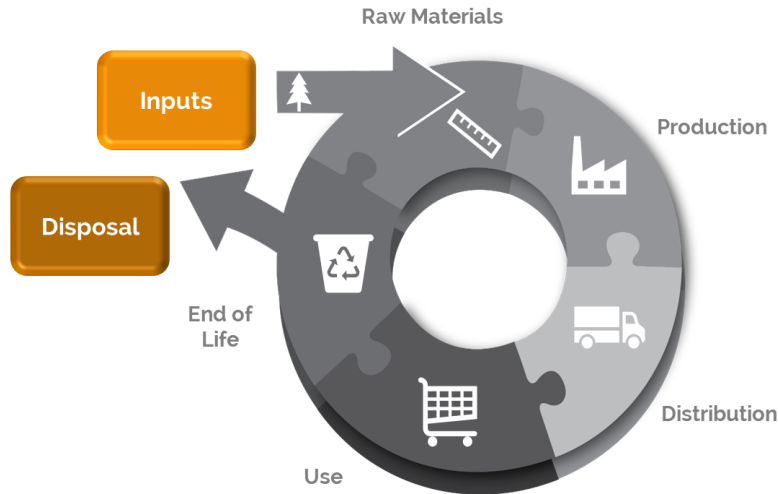 Raw Materials
Inputs
Production
Disposal
End of
Life
Distribution
Use